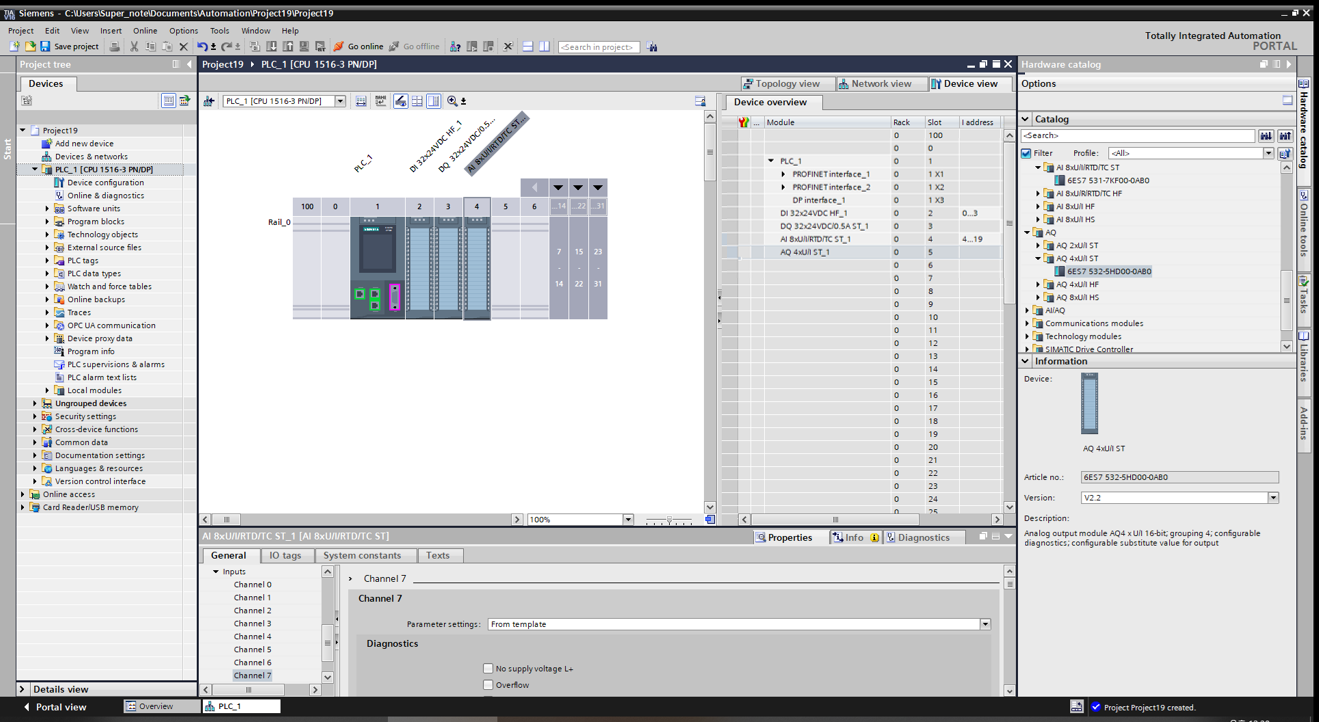 Siemens - C:\Users\Super_note\Documents\Automation\Project19\Project19
Project Edit View Insert Online Options Tools Window Help
Totally Integrated Automation
PORTAL
Save project Go online Go offline <Search in project>
Project tree
Devices
Start
Project19
Add new device
Devices & networks
PLC_1 [CPU 1516-3 PN/DP]
Device configuration
Online & diagnostics
Software units
Program blocks
Technology objects
External source files
PLC tags
PLC data types
Watch and force tables
Online backups
Traces
OPC UA communication
Device proxy data
Program info
PLC supervisions & alarms
PLC alarm text lists
Local modules
Ungrouped devices
Security settings
Cross-device functions
Common data
Documentation settings
Languages & resources
Version control interface
Online access
Card Reader/USB memory
Details view
Project19 PLC_1 [CPU 1516-3 PN/DP]
Topology view Network view Device view
PLC_1 [CPU 1516-3 PN/DP]
PLC_1
DI 32x24VDC HF_1
DQ 32x24VDC/0.5...
AI 8xU/I/RTD/TC ST...
100 0 1 2 3 4 5 6 ...14 ...22 ...31
Rail_0
SIEMENS
7 15 23
- - -
14 22 31
100%
Device overview
... Module Rack Slot I address
0 100
0 0
PLC_1 0 1
PROFINET interface_1 0 1 X1
PROFINET interface_2 0 1 X2
DP interface_1 0 1 X3
DI 32x24VDC HF_1 0 2 0...3
DQ 32x24VDC/0.5A ST_1 0 3
AI 8xU/I/RTD/TC ST_1 0 4 4...19
AQ 4xU/I ST_1 0 5
0 6
0 7
0 8
0 9
0 10
0 11
0 12
0 13
0 14
0 15
0 16
0 17
0 18
0 19
0 20
0 21
0 22
0 23
0 24
0 25
AI 8xU/I/RTD/TC ST_1 [AI 8xU/I/RTD/TC ST]
Properties Info Diagnostics
General IO tags System constants Texts
Inputs
Channel 0
Channel 1
Channel 2
Channel 3
Channel 4
Channel 5
Channel 6
Channel 7
Channel 7
Channel 7
Parameter settings: From template
Diagnostics
No supply voltage L+
Overflow
Hardware catalog
Options
Catalog
<Search>
Filter Profile: <All>
AI 8xU/I/RTD/TC ST
6ES7 531-7KF00-0AB0
AI 8xU/R/RTD/TC HF
AI 8xU/I HF
AI 8xU/I HS
AQ
AQ 2xU/I ST
AQ 4xU/I ST
6ES7 532-5HD00-0AB0
AQ 4xU/I HF
AQ 8xU/I HS
AI/AQ
Communications modules
Technology modules
SIMATIC Drive Controller
Information
Device:
AQ 4xU/I ST
Article no.: 6ES7 532-5HD00-0AB0
Version: V2.2
Description:
Analog output module AQ4 x U/I 16-bit; grouping 4; configurable
diagnostics; configurable substitute value for output
Hardware catalog
Online tools
Tasks
Libraries
Add-ins
Portal view Overview PLC_1
Project Project19 created.